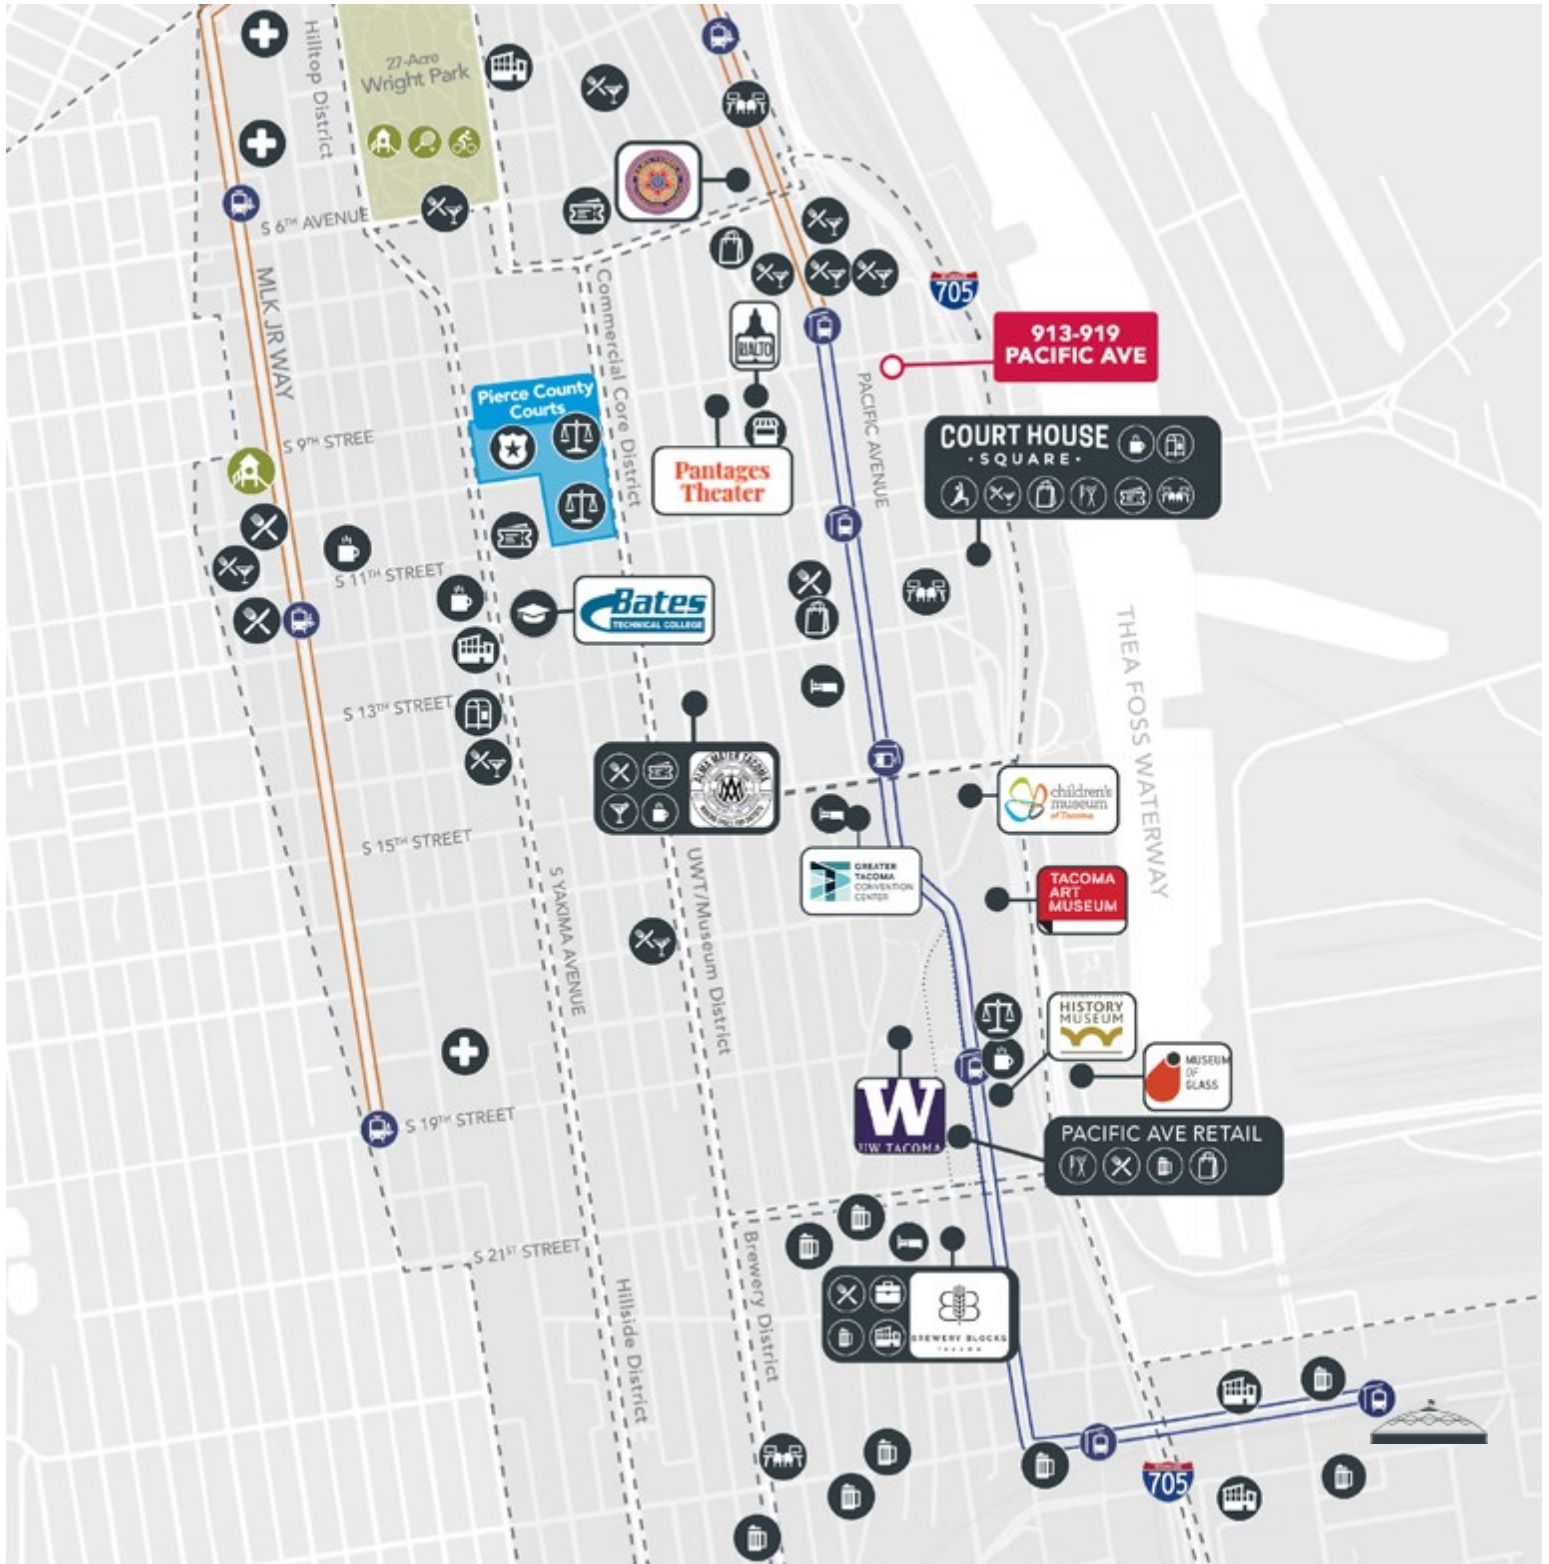 Hilltop District
27-Acre
Wright Park
S 6TH AVENUE
MLK JR WAY
Commercial Core District
RIALTO
705
913-919
PACIFIC AVE
PACIFIC AVENUE
Pierce County
Courts
S 9TH STREE
Pantages
Theater
COURT HOUSE
• SQUARE •
S 11TH STREET
Bates
TECHNICAL COLLEGE
THEA FOSS WATERWAY
S 13TH STREET
ALMA MATER TACOMA
children's
museum
of Tacoma
S 15TH STREET
GREATER
TACOMA
CONVENTION
CENTER
TACOMA
ART
MUSEUM
S YAKIMA AVENUE
UWT/Museum District
HISTORY
MUSEUM
MUSEUM
OF
GLASS
W
UW TACOMA
S 19TH STREET
PACIFIC AVE RETAIL
S 21ST STREET
Hillside District
Brewery District
BREWERY BLOCKS
TACOMA
705